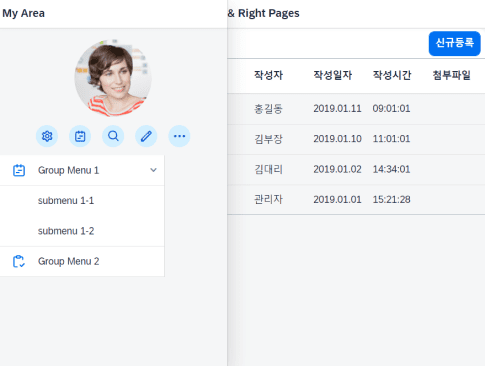 My Area
& Right Pages
신규등록
작성자 작성일자 작성시간 첨부파일
홍길동 2019.01.11 09:01:01
김부장 2019.01.10 11:01:01
김대리 2019.01.02 14:34:01
관리자 2019.01.01 15:21:28
Group Menu 1
submenu 1-1
submenu 1-2
Group Menu 2